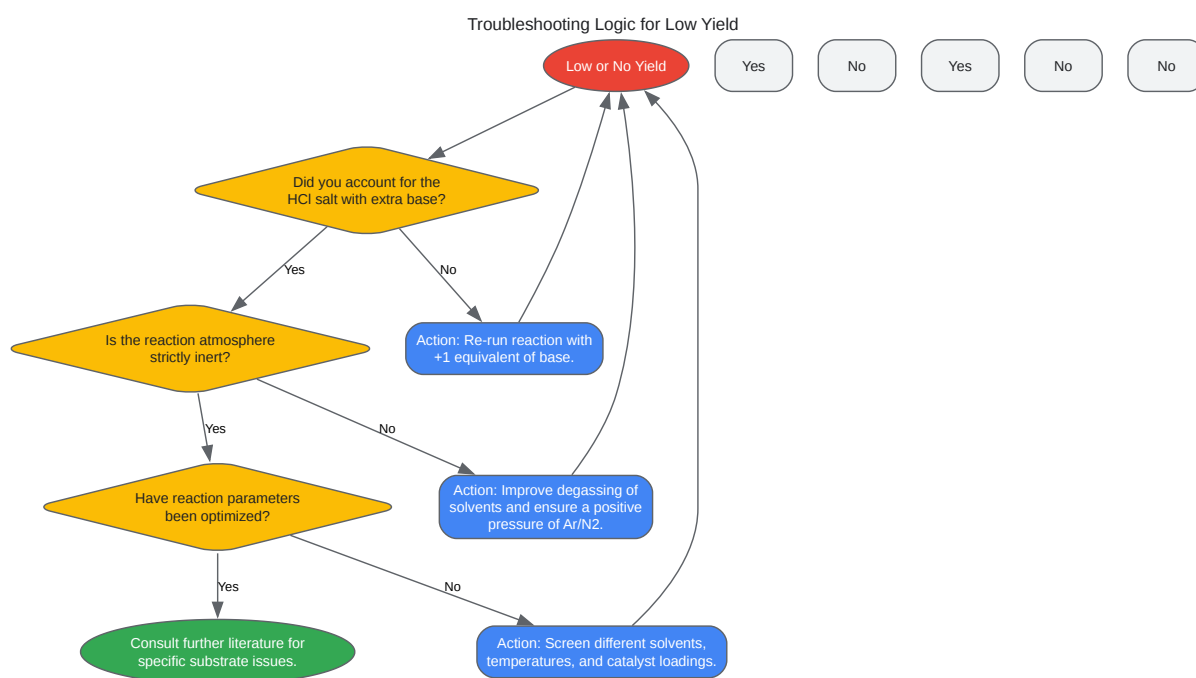 Troubleshooting Logic for Low Yield
Low or No Yield
Yes
No
Yes
No
No
Did you account for the
HCl salt with extra base?
Yes
No
Is the reaction atmosphere
strictly inert?
Action: Re-run reaction with
+1 equivalent of base.
Yes
No
Have reaction parameters
been optimized?
Action: Improve degassing of
solvents and ensure a positive
pressure of Ar/N2.
Yes
No
Consult further literature for
specific substrate issues.
Action: Screen different solvents,
temperatures, and catalyst loadings.